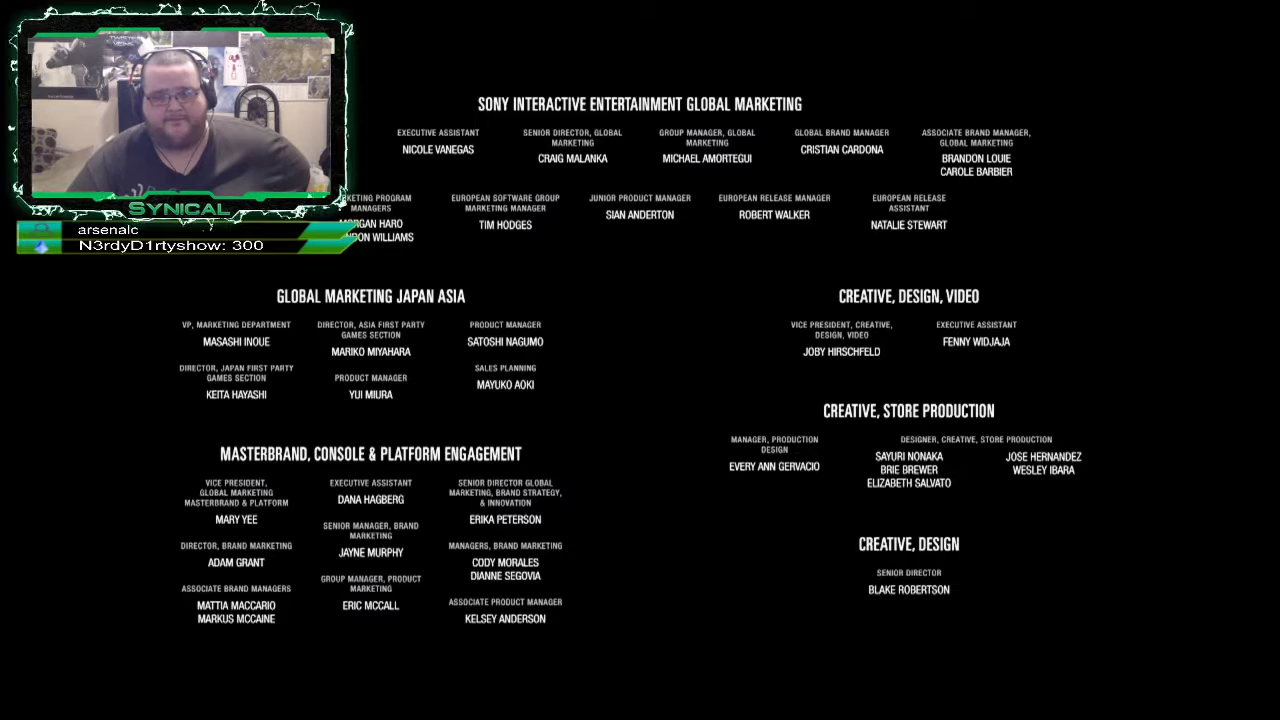 SYNICAL
arsenalc
N3rdyD1rtyshow: 300
SONY INTERACTIVE ENTERTAINMENT GLOBAL MARKETING
EXECUTIVE ASSISTANT
NICOLE VANEGAS
SENIOR DIRECTOR, GLOBAL
MARKETING
CRAIG MALANKA
GROUP MANAGER, GLOBAL
MARKETING
MICHAEL AMORTEGUI
GLOBAL BRAND MANAGER
CRISTIAN CARDONA
ASSOCIATE BRAND MANAGER,
GLOBAL MARKETING
BRANDON LOUIE
CAROLE BARBIER
PROGRAM
MANAGERS
HARO
WILLIAMS
EUROPEAN SOFTWARE GROUP
MARKETING MANAGER
TIM HODGES
JUNIOR PRODUCT MANAGER
SIAN ANDERTON
EUROPEAN RELEASE MANAGER
ROBERT WALKER
EUROPEAN RELEASE
ASSISTANT
NATALIE STEWART
GLOBAL MARKETING JAPAN ASIA
VP, MARKETING DEPARTMENT
MASASHI INOUE
DIRECTOR, ASIA FIRST PARTY
GAMES SECTION
MARIKO MIYAHARA
PRODUCT MANAGER
SATOSHI NAGUMO
DIRECTOR, JAPAN FIRST PARTY
GAMES SECTION
KEITA HAYASHI
PRODUCT MANAGER
YUI MIURA
SALES PLANNING
MAYUKO AOKI
MASTERBRAND, CONSOLE & PLATFORM ENGAGEMENT
VICE PRESIDENT,
GLOBAL MARKETING
MASTERBRAND & PLATFORM
MARY YEE
DIRECTOR, BRAND MARKETING
ADAM GRANT
ASSOCIATE BRAND MANAGERS
MATTIA MACCARIO
MARKUS MCCAINE
EXECUTIVE ASSISTANT
DANA HAGBERG
SENIOR MANAGER, BRAND
MARKETING
JAYNE MURPHY
GROUP MANAGER, PRODUCT
MARKETING
ERIC MCCALL
SENIOR DIRECTOR GLOBAL
MARKETING, BRAND STRATEGY,
& INNOVATION
ERIKA PETERSON
MANAGERS, BRAND MARKETING
CODY MORALES
DIANNE SEGOVIA
ASSOCIATE PRODUCT MANAGER
KELSEY ANDERSON
CREATIVE, DESIGN, VIDEO
VICE PRESIDENT, CREATIVE,
DESIGN, VIDEO
JOBY HIRSCHFELD
EXECUTIVE ASSISTANT
FENNY WIDJAJA
CREATIVE, STORE PRODUCTION
MANAGER, PRODUCTION
DESIGN
EVERY ANN GERVACIO
DESIGNER, CREATIVE, STORE PRODUCTION
SAYURI NONAKA
BRIE BREWER
ELIZABETH SALVATO
JOSE HERNANDEZ
WESLEY IBARA
CREATIVE, DESIGN
SENIOR DIRECTOR
BLAKE ROBERTSON